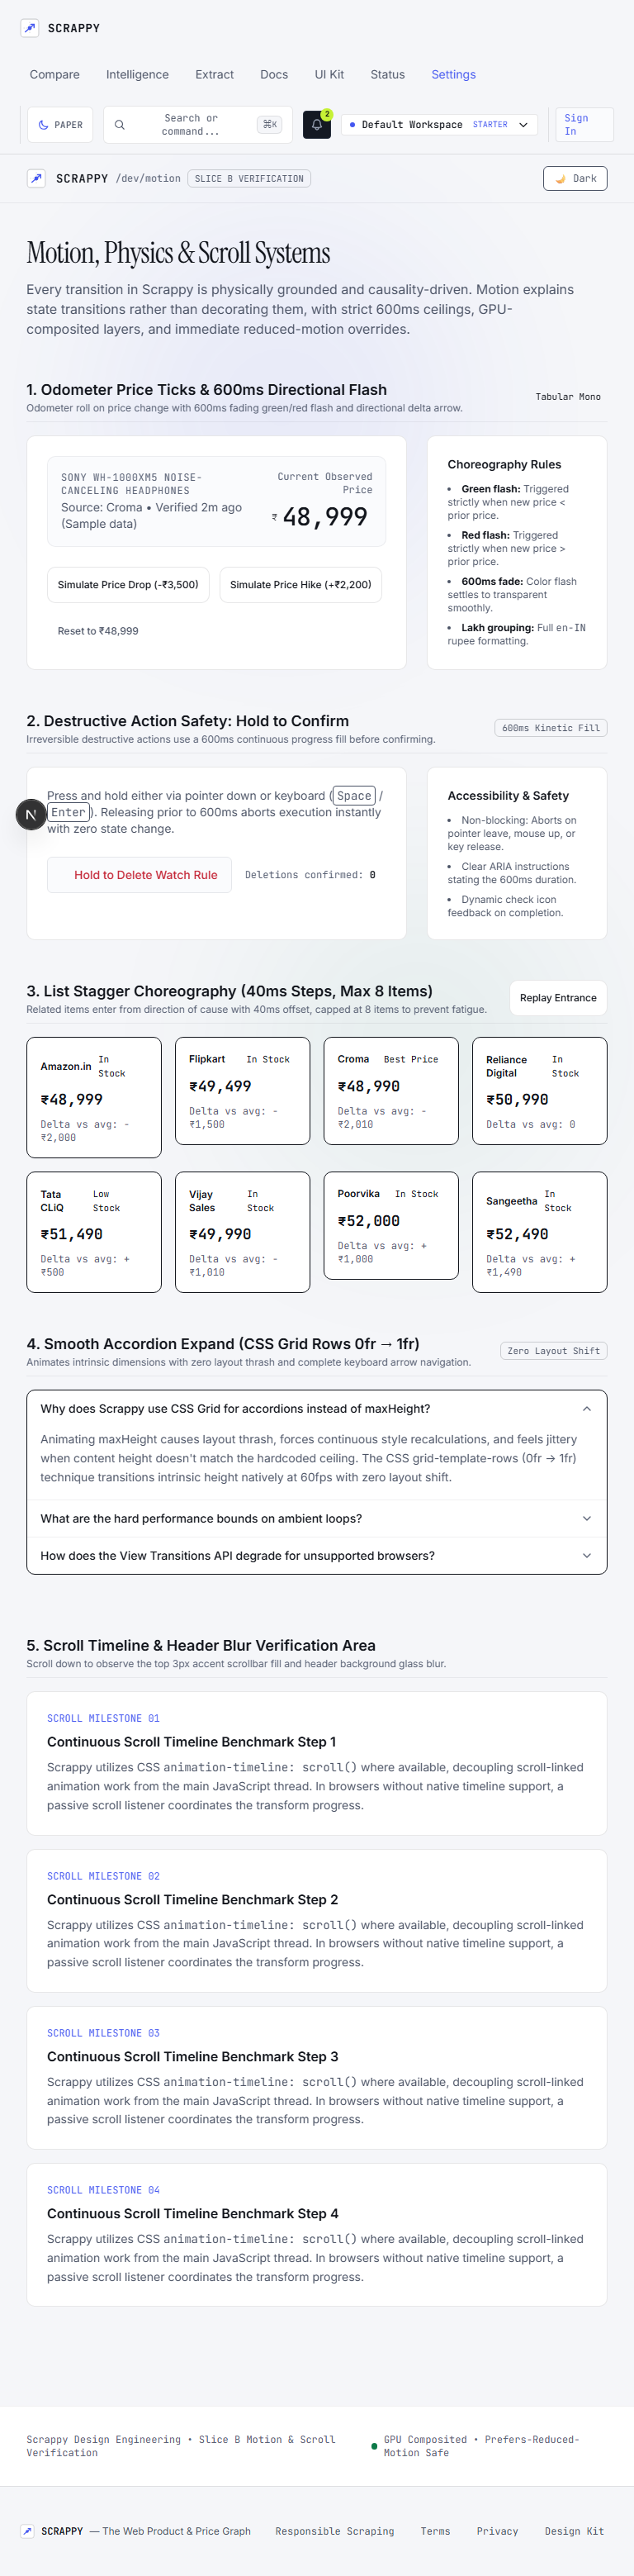 SCRAPPY
Compare Intelligence Extract Docs UI Kit Status Settings
PAPER
Search or
command...
⌘K
2
Default Workspace STARTER
Sign
In
SCRAPPY /dev/motion SLICE B VERIFICATION
Dark
Motion, Physics & Scroll Systems
Every transition in Scrappy is physically grounded and causality-driven. Motion explains
state transitions rather than decorating them, with strict 600ms ceilings, GPU-
composited layers, and immediate reduced-motion overrides.
1. Odometer Price Ticks & 600ms Directional Flash
Odometer roll on price change with 600ms fading green/red flash and directional delta arrow.
Tabular Mono
SONY WH-1000XM5 NOISE-
CANCELING HEADPHONES
Source: Croma • Verified 2m ago
(Sample data)
Current Observed
Price
₹ 48,999
Simulate Price Drop (-₹3,500)
Simulate Price Hike (+₹2,200)
Reset to ₹48,999
Choreography Rules
• Green flash: Triggered
strictly when new price <
prior price.
• Red flash: Triggered
strictly when new price >
prior price.
• 600ms fade: Color flash
settles to transparent
smoothly.
• Lakh grouping: Full en-IN
rupee formatting.
2. Destructive Action Safety: Hold to Confirm
Irreversible destructive actions use a 600ms continuous progress fill before confirming.
600ms Kinetic Fill
Press and hold either via pointer down or keyboard (Space /
Enter). Releasing prior to 600ms aborts execution instantly
with zero state change.
N
Hold to Delete Watch Rule
Deletions confirmed: 0
Accessibility & Safety
• Non-blocking: Aborts on
pointer leave, mouse up, or
key release.
• Clear ARIA instructions
stating the 600ms duration.
• Dynamic check icon
feedback on completion.
3. List Stagger Choreography (40ms Steps, Max 8 Items)
Related items enter from direction of cause with 40ms offset, capped at 8 items to prevent fatigue.
Replay Entrance
Amazon.in In
Stock
₹48,999
Delta vs avg: -
₹2,000
Flipkart In Stock
₹49,499
Delta vs avg: -
₹1,500
Croma Best Price
₹48,990
Delta vs avg: -
₹2,010
Reliance
Digital
In
Stock
₹50,990
Delta vs avg: 0
Tata
CLiQ
Low
Stock
₹51,490
Delta vs avg: +
₹500
Vijay
Sales
In
Stock
₹49,990
Delta vs avg: -
₹1,010
Poorvika In Stock
₹52,000
Delta vs avg: +
₹1,000
Sangeetha In
Stock
₹52,490
Delta vs avg: +
₹1,490
4. Smooth Accordion Expand (CSS Grid Rows 0fr → 1fr)
Animates intrinsic dimensions with zero layout thrash and complete keyboard arrow navigation.
Zero Layout Shift
Why does Scrappy use CSS Grid for accordions instead of maxHeight?
Animating maxHeight causes layout thrash, forces continuous style recalculations, and feels jittery
when content height doesn't match the hardcoded ceiling. The CSS grid-template-rows (0fr → 1fr)
technique transitions intrinsic height natively at 60fps with zero layout shift.
What are the hard performance bounds on ambient loops?
How does the View Transitions API degrade for unsupported browsers?
5. Scroll Timeline & Header Blur Verification Area
Scroll down to observe the top 3px accent scrollbar fill and header background glass blur.
SCROLL MILESTONE 01
Continuous Scroll Timeline Benchmark Step 1
Scrappy utilizes CSS animation-timeline: scroll() where available, decoupling scroll-linked
animation work from the main JavaScript thread. In browsers without native timeline support, a
passive scroll listener coordinates the transform progress.
SCROLL MILESTONE 02
Continuous Scroll Timeline Benchmark Step 2
Scrappy utilizes CSS animation-timeline: scroll() where available, decoupling scroll-linked
animation work from the main JavaScript thread. In browsers without native timeline support, a
passive scroll listener coordinates the transform progress.
SCROLL MILESTONE 03
Continuous Scroll Timeline Benchmark Step 3
Scrappy utilizes CSS animation-timeline: scroll() where available, decoupling scroll-linked
animation work from the main JavaScript thread. In browsers without native timeline support, a
passive scroll listener coordinates the transform progress.
SCROLL MILESTONE 04
Continuous Scroll Timeline Benchmark Step 4
Scrappy utilizes CSS animation-timeline: scroll() where available, decoupling scroll-linked
animation work from the main JavaScript thread. In browsers without native timeline support, a
passive scroll listener coordinates the transform progress.
Scrappy Design Engineering • Slice B Motion & Scroll
Verification
GPU Composited • Prefers-Reduced-
Motion Safe
SCRAPPY — The Web Product & Price Graph
Responsible Scraping Terms Privacy Design Kit